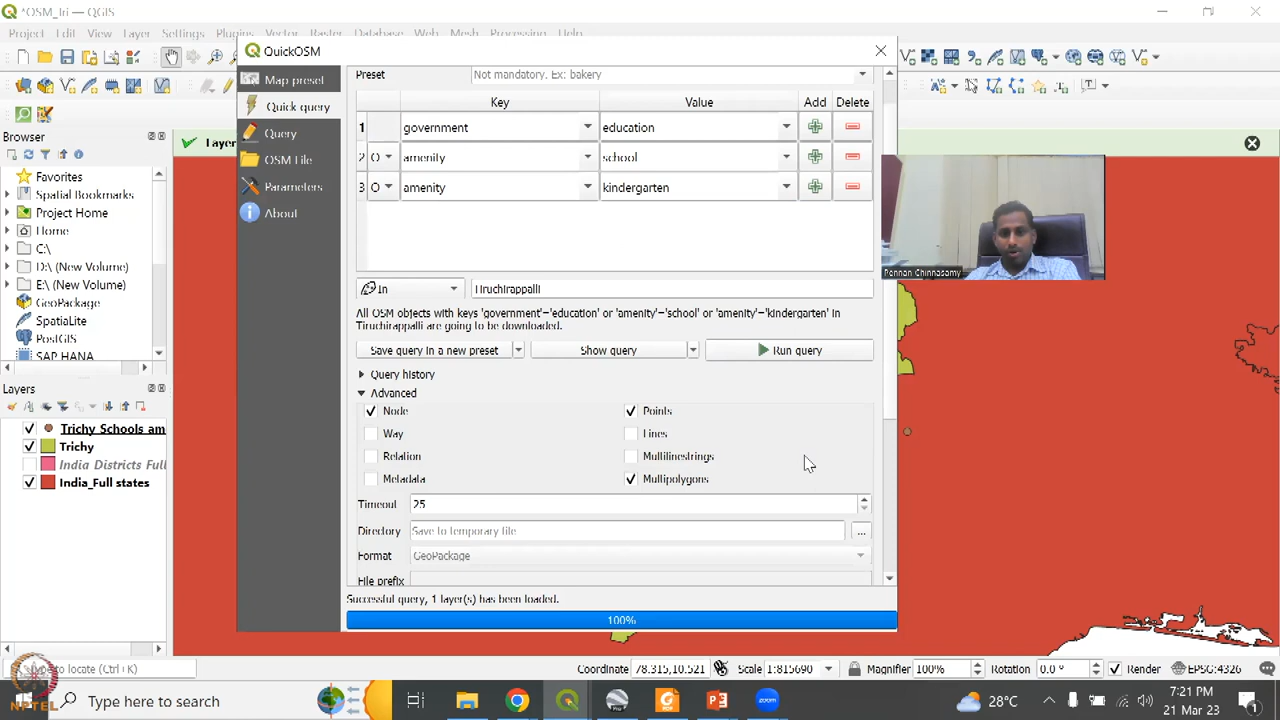 *OSM_tri — QGIS
Project Edit View Layer Settings Plugins Vector Raster Database Web Mesh Processing Help
QuickOSM
Map preset
Quick query
Query
OSM File
Parameters
About
Preset
Not mandatory. Ex: bakery
Key Value Add Delete
1 government education
2 O amenity school
3 O amenity kindergarten
In
Tiruchirappalli
All OSM objects with keys 'government'='education' or 'amenity'='school' or 'amenity'='kindergarten' in
Tiruchirappalli are going to be downloaded.
Save query in a new preset
Show query
Run query
Query history
Advanced
Node Points
Way Lines
Relation Multilinestrings
Metadata Multipolygons
Timeout 25
Directory Save to temporary file ...
Format GeoPackage
File prefix
Successful query, 1 layer(s) has been loaded.
100%
Browser
Favorites
Spatial Bookmarks
Project Home
Home
C:\
D:\ (New Volume)
E:\ (New Volume)
GeoPackage
SpatiaLite
PostGIS
SAP HANA
Layers
Trichy Schools am
Trichy
India Districts Full
India_Full states
Layer
Pennan Chinnasamy
to locate (Ctrl+K)
Coordinate 78.315,10.521 Scale 1:815690 Magnifier 100% Rotation 0.0 ° Render EPSG:4326
NPTEL
Type here to search
28°C
7:21 PM
21 Mar 23
1